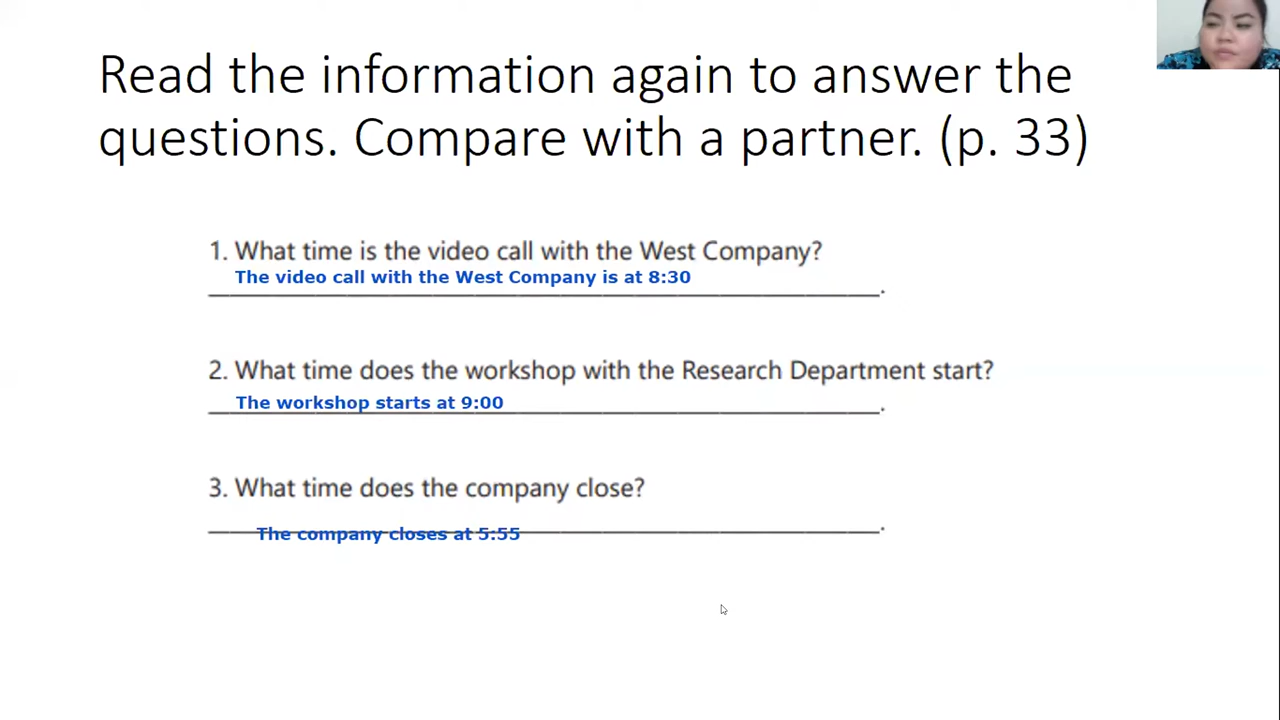 Read the information again to answer the
questions. Compare with a partner. (p. 33)
1. What time is the video call with the West Company?
The video call with the West Company is at 8:30
.
2. What time does the workshop with the Research Department start?
The workshop starts at 9:00
.
3. What time does the company close?
The company closes at 5:55
.